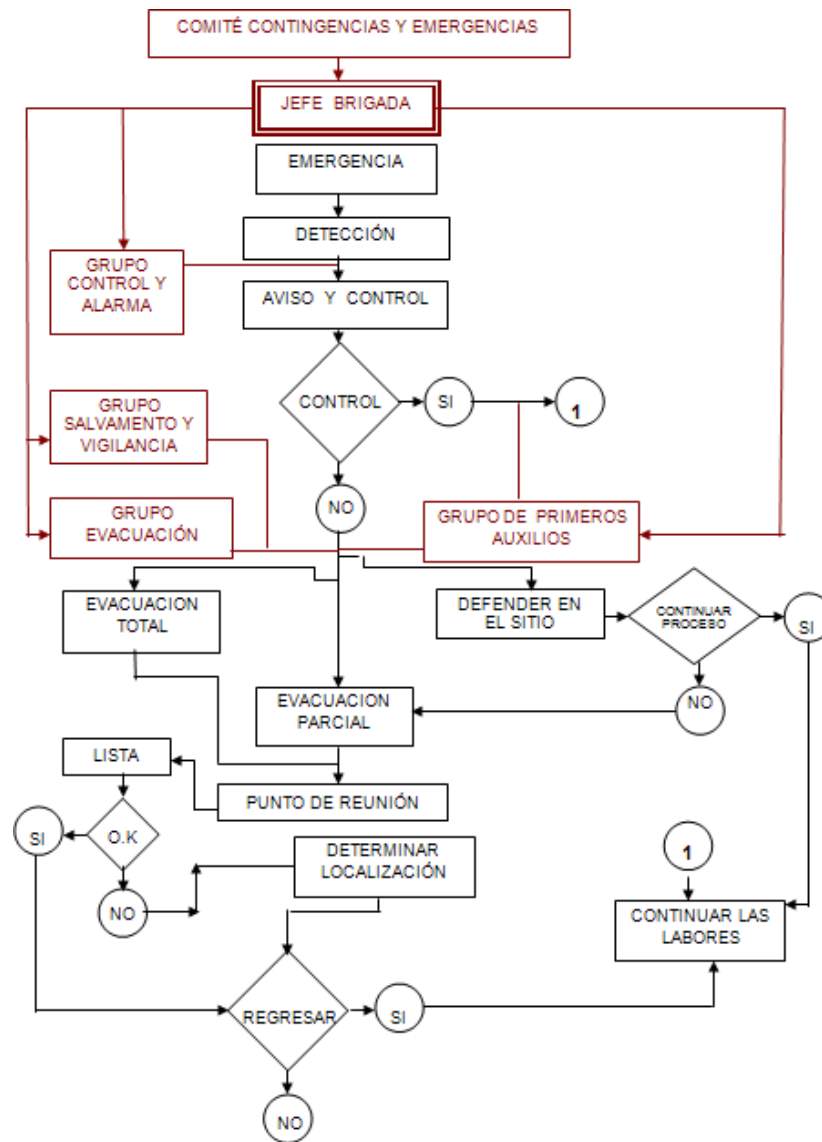 COMITÉ CONTINGENCIAS Y EMERGENCIAS
JEFE BRIGADA
EMERGENCIA
DETECCIÓN
GRUPO
CONTROL Y
ALARMA
AVISO Y CONTROL
CONTROL
SI
1
GRUPO
SALVAMENTO Y
VIGILANCIA
NO
GRUPO
EVACUACIÓN
GRUPO DE PRIMEROS
AUXILIOS
EVACUACION
TOTAL
DEFENDER EN
EL SITIO
CONTINUAR
PROCESO
SI
NO
EVACUACION
PARCIAL
LISTA
PUNTO DE REUNIÓN
SI
O.K
NO
DETERMINAR
LOCALIZACIÓN
1
CONTINUAR LAS
LABORES
REGRESAR
SI
NO